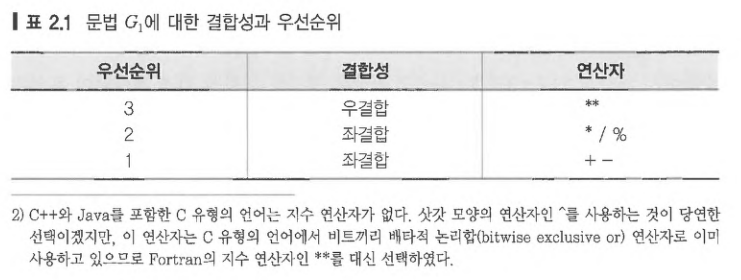 표 2.1 문법 G₁에 대한 결합성과 우선순위
우선순위 결합성 연산자
3 우결합 **
2 좌결합 * / %
1 좌결합 + −
2) C++와 Java를 포함한 C 유형의 언어는 지수 연산자가 없다. 삿갓 모양의 연산자인 ^를 사용하는 것이 당연한
선택이겠지만, 이 연산자는 C 유형의 언어에서 비트끼리 배타적 논리합(bitwise exclusive or) 연산자로 이미
사용하고 있으므로 Fortran의 지수 연산자인 **를 대신 선택하였다.